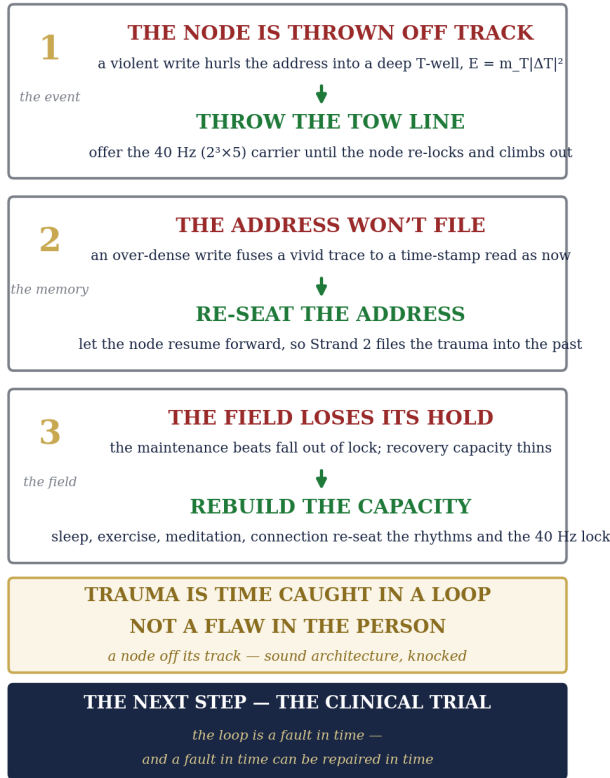 1
THE NODE IS THROWN OFF TRACK
a violent write hurls the address into a deep T-well, E = m_T|ΔT|²
the event
THROW THE TOW LINE
offer the 40 Hz (2³×5) carrier until the node re-locks and climbs out
2
THE ADDRESS WON’T FILE
an over-dense write fuses a vivid trace to a time-stamp read as now
the memory
RE-SEAT THE ADDRESS
let the node resume forward, so Strand 2 files the trauma into the past
3
THE FIELD LOSES ITS HOLD
the maintenance beats fall out of lock; recovery capacity thins
the field
REBUILD THE CAPACITY
sleep, exercise, meditation, connection re-seat the rhythms and the 40 Hz lock
TRAUMA IS TIME CAUGHT IN A LOOP
NOT A FLAW IN THE PERSON
a node off its track — sound architecture, knocked
THE NEXT STEP — THE CLINICAL TRIAL
the loop is a fault in time —
and a fault in time can be repaired in time